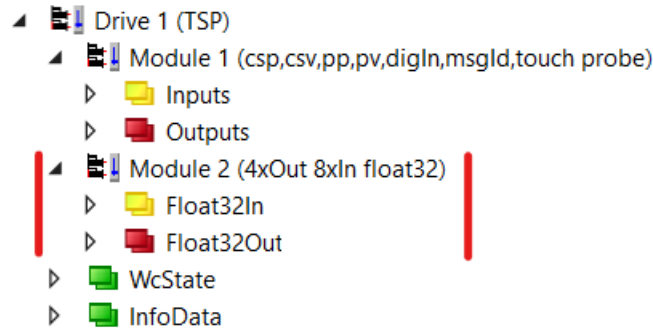 Drive 1 (TSP)
Module 1 (csp,csv,pp,pv,digIn,msgId,touch probe)
Inputs
Outputs
Module 2 (4xOut 8xIn float32)
Float32In
Float32Out
WcState
InfoData